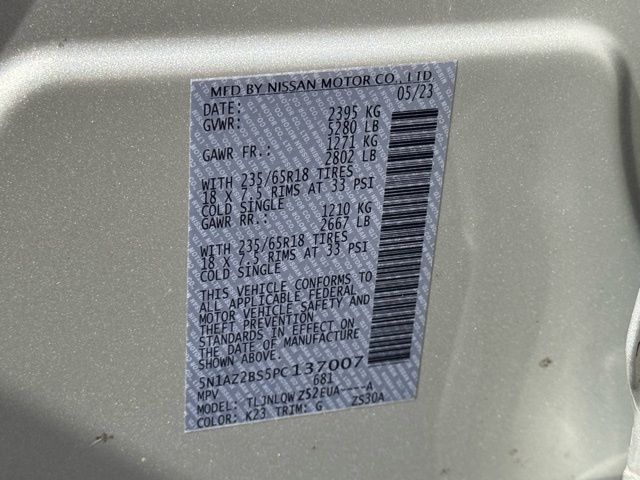 MFD BY NISSAN MOTOR CO., LTD.
DATE: 05/23
GVWR: 2395 KG
5280 LB
GAWR FR.: 1271 KG
2802 LB
WITH 235/65R18 TIRES
18 X 7.5 RIMS AT 33 PSI
COLD SINGLE
GAWR RR.: 1210 KG
2667 LB
WITH 235/65R18 TIRES
18 X 7.5 RIMS AT 33 PSI
COLD SINGLE
THIS VEHICLE CONFORMS TO
ALL APPLICABLE FEDERAL
MOTOR VEHICLE SAFETY AND
THEFT PREVENTION
STANDARDS IN EFFECT ON
THE DATE OF MANUFACTURE
SHOWN ABOVE.
5N1AZ2BS5PC137007
MPV 681
MODEL: TLJNLQW Z52EUA----A
COLOR: K23 TRIM: G ZS30A